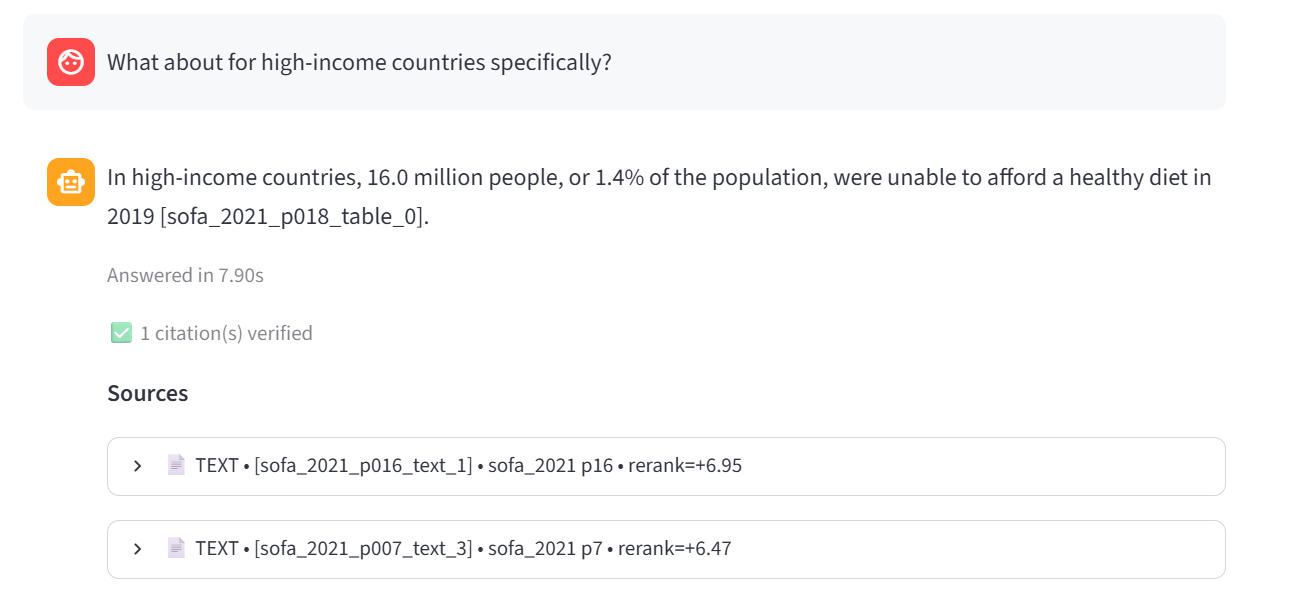 What about for high-income countries specifically?
In high-income countries, 16.0 million people, or 1.4% of the population, were unable to afford a healthy diet in
2019 [sofa_2021_p018_table_0].
Answered in 7.90s
✅ 1 citation(s) verified
Sources
TEXT • [sofa_2021_p016_text_1] • sofa_2021 p16 • rerank=+6.95
TEXT • [sofa_2021_p007_text_3] • sofa_2021 p7 • rerank=+6.47